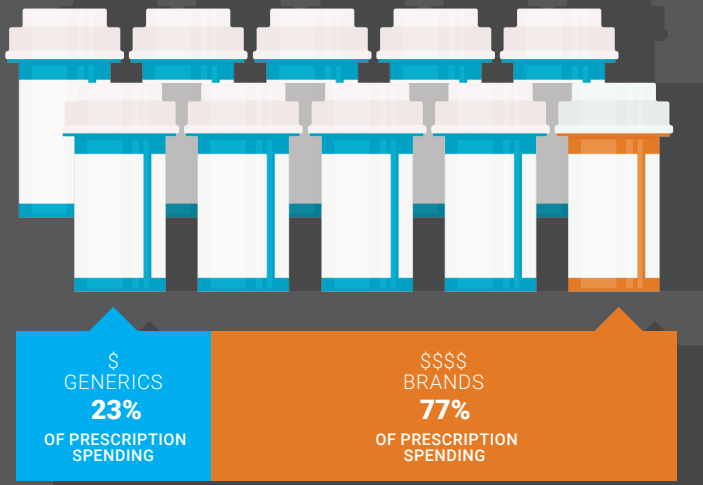 $
GENERICS
23%
OF PRESCRIPTION
SPENDING
$$$$
BRANDS
77%
OF PRESCRIPTION
SPENDING